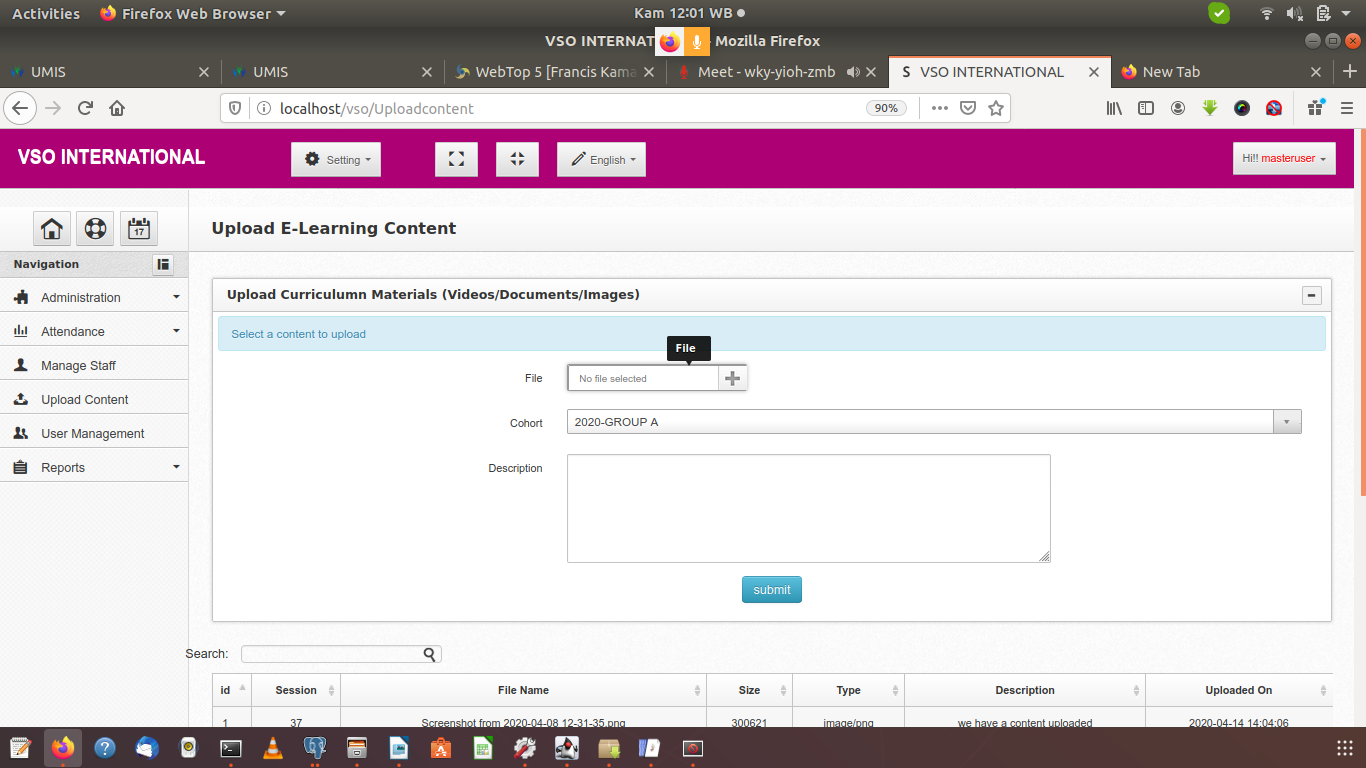 Activities Firefox Web Browser Kam 12:01 WB
VSO INTERNAT - Mozilla Firefox
UMIS UMIS WebTop 5 [Francis Kama Meet - wky-yioh-zmb VSO INTERNATIONAL New Tab
localhost/vso/Uploadcontent 90%
VSO INTERNATIONAL Setting English Hi!! masteruser
17
Upload E-Learning Content
Navigation
Administration
Attendance
Manage Staff
Upload Content
User Management
Reports
Upload Curriculumn Materials (Videos/Documents/Images)
Select a content to upload
File
File No file selected
Cohort 2020-GROUP A
Description
submit
Search:
id Session File Name Size Type Description Uploaded On
1 37 Screenshot from 2020-04-08 12-31-35.png 300621 image/png we have a content uploaded 2020-04-14 14:04:06